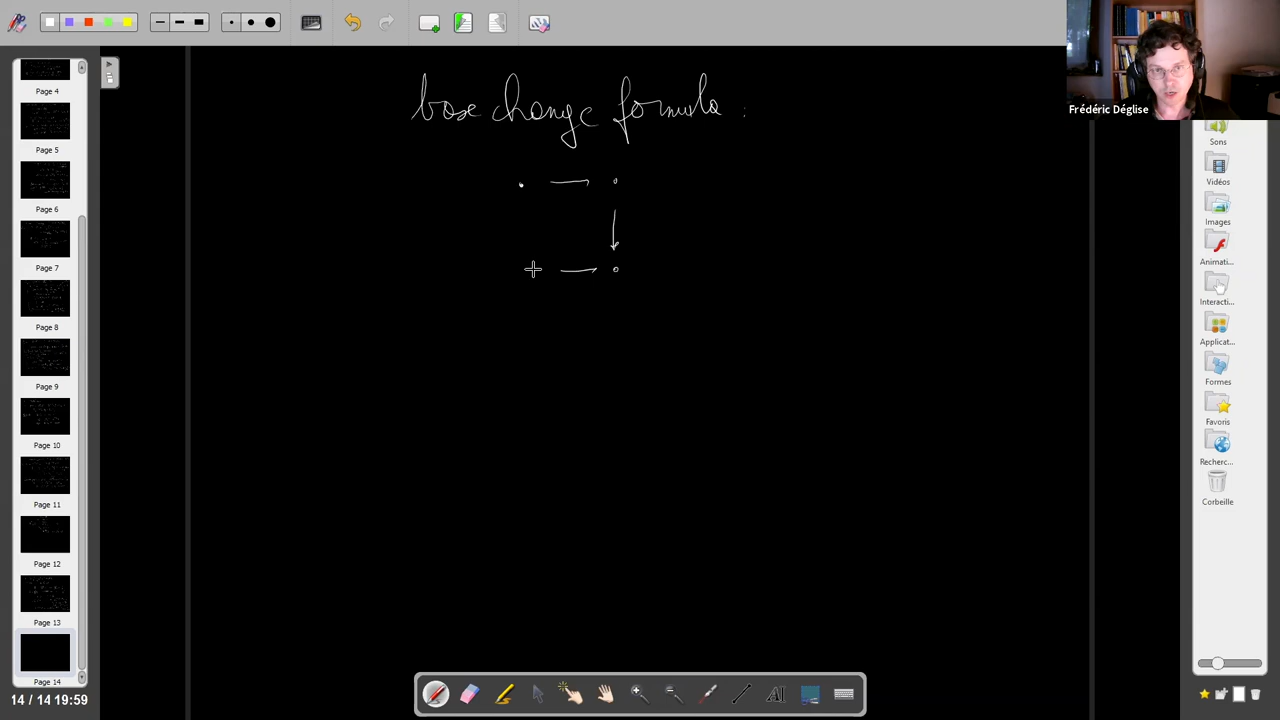 Frédéric Déglise
base change formula :
Page 4
Page 5
Page 6
Page 7
Page 8
Page 9
Page 10
Page 11
Page 12
Page 13
Page 14
14 / 14 19:59
Sons
Vidéos
Images
Animati...
Interacti...
Applicat...
Formes
Favoris
Recherc...
Corbeille
AI